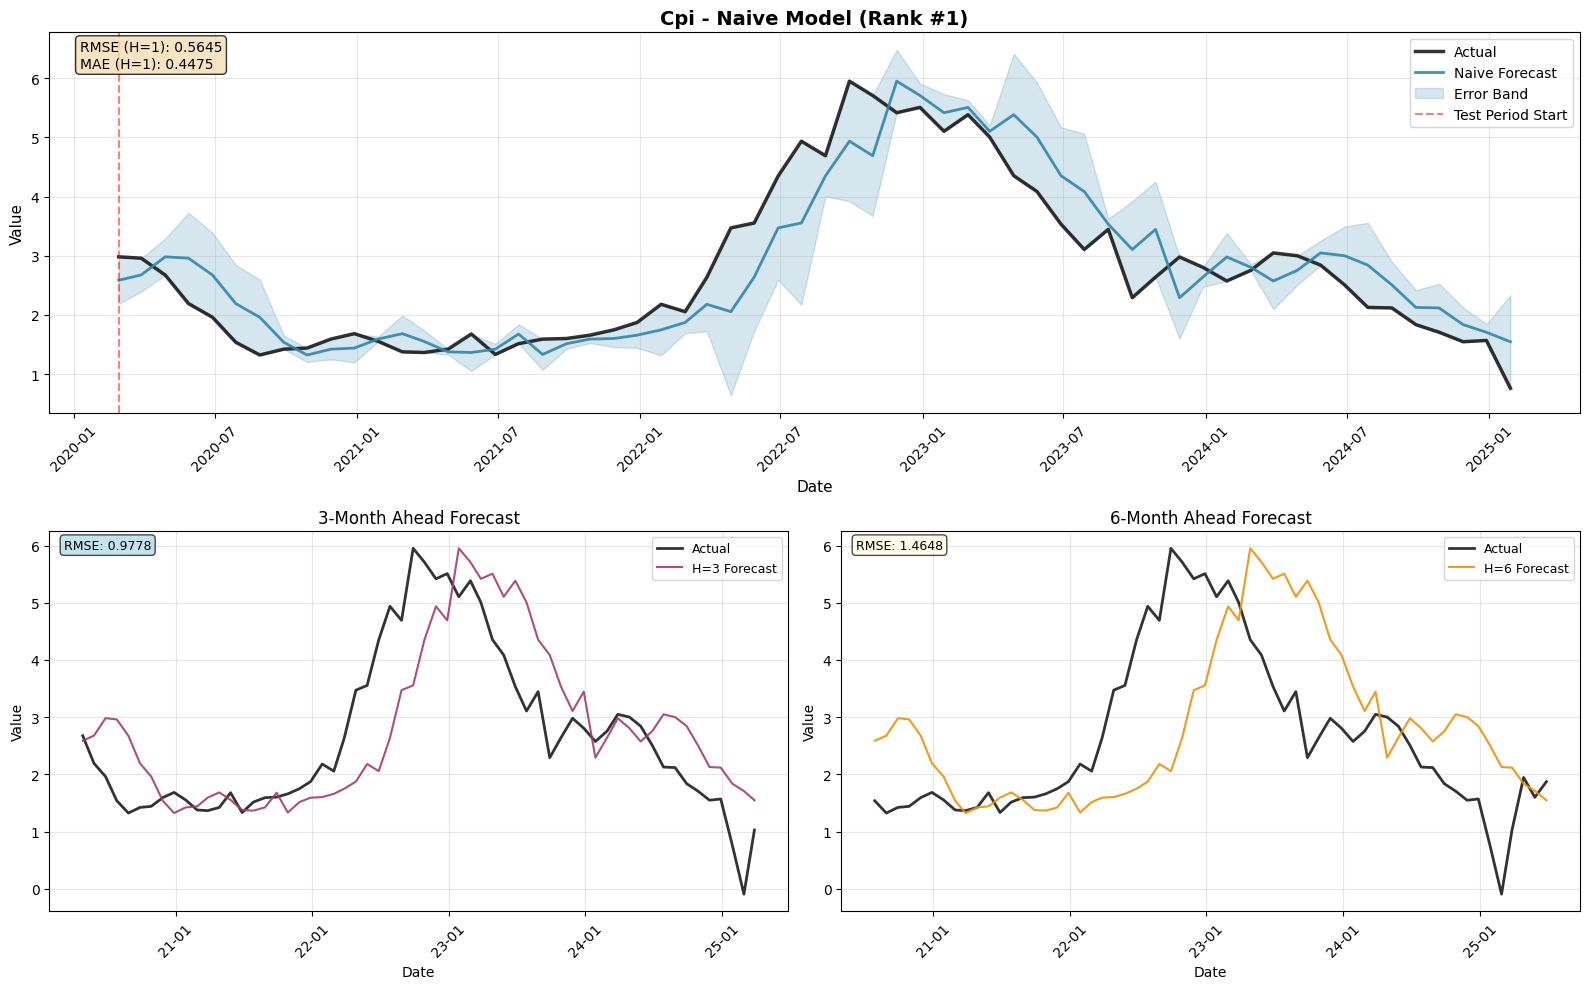 Cpi - Naive Model (Rank #1)
RMSE (H=1): 0.5645
MAE (H=1): 0.4475
Actual
Naive Forecast
Error Band
Test Period Start
Value
6
5
4
3
2
1
2020-01
2020-07
2021-01
2021-07
2022-01
2022-07
2023-01
2023-07
2024-01
2024-07
2025-01
Date
3-Month Ahead Forecast
RMSE: 0.9778
Actual
H=3 Forecast
Value
6
5
4
3
2
1
0
21-01
22-01
23-01
24-01
25-01
Date
6-Month Ahead Forecast
RMSE: 1.4648
Actual
H=6 Forecast
Value
6
5
4
3
2
1
0
21-01
22-01
23-01
24-01
25-01
Date